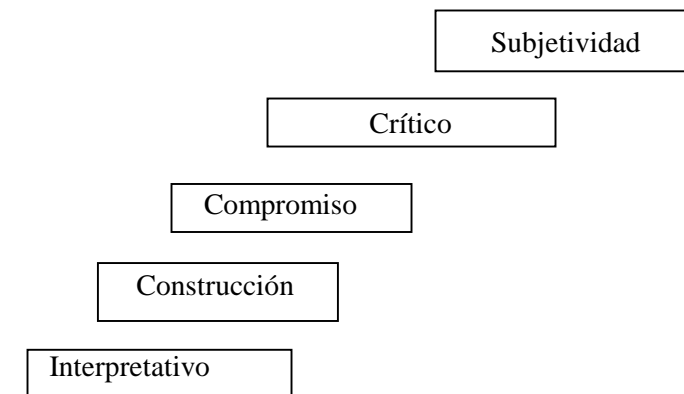 Subjetividad
Crítico
Compromiso
Construcción
Interpretativo